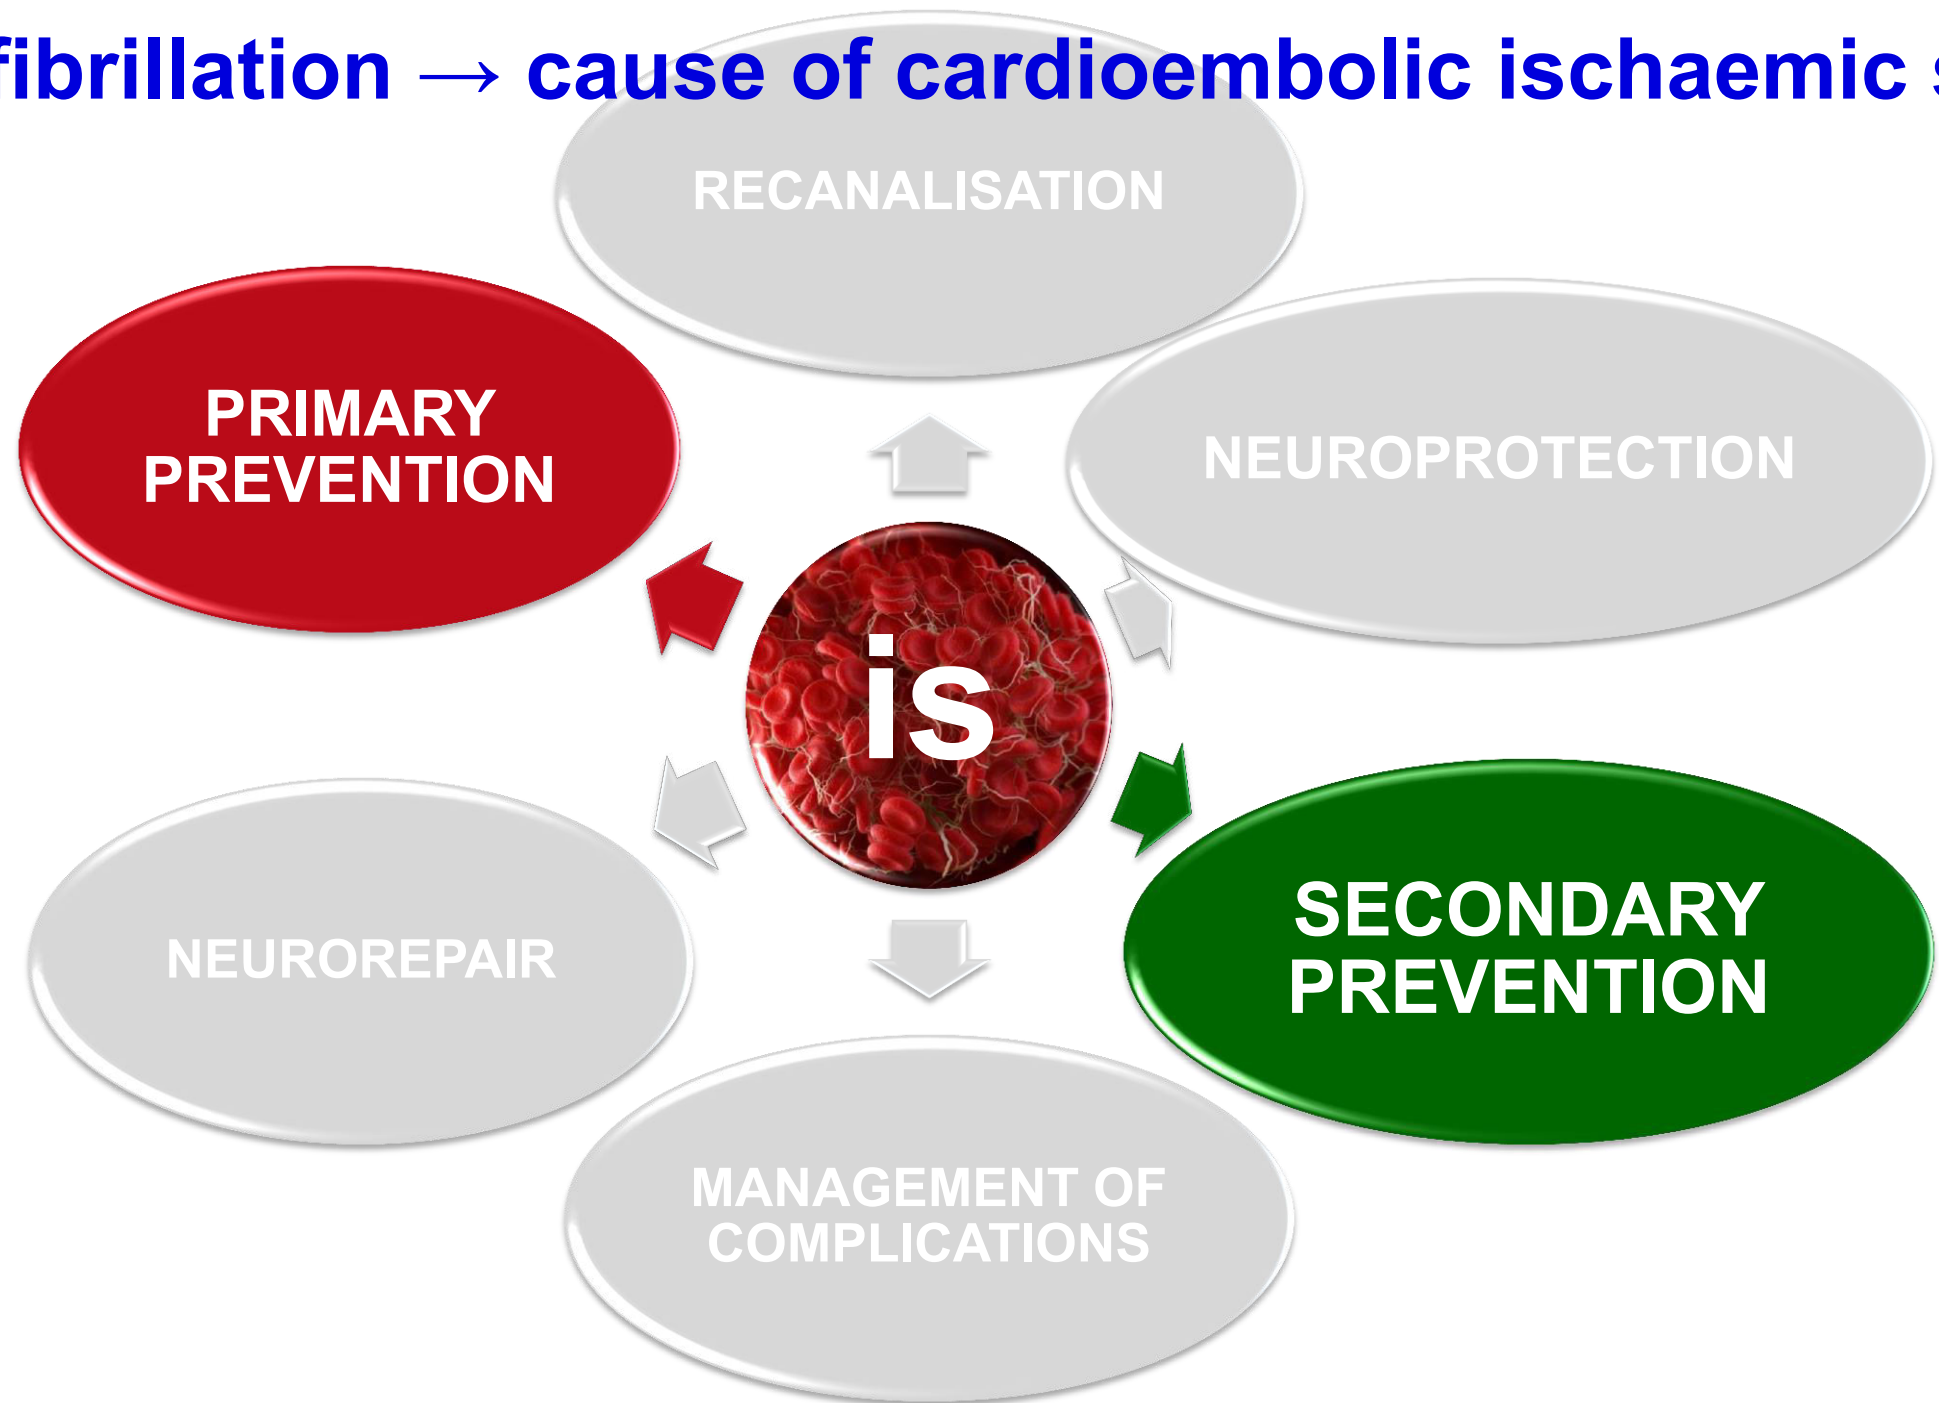 fibrillation → cause of cardioembolic ischaemic
RECANALISATION
PRIMARY
PREVENTION
NEUROPROTECTION
is
NEUROREPAIR
SECONDARY
PREVENTION
MANAGEMENT OF
COMPLICATIONS